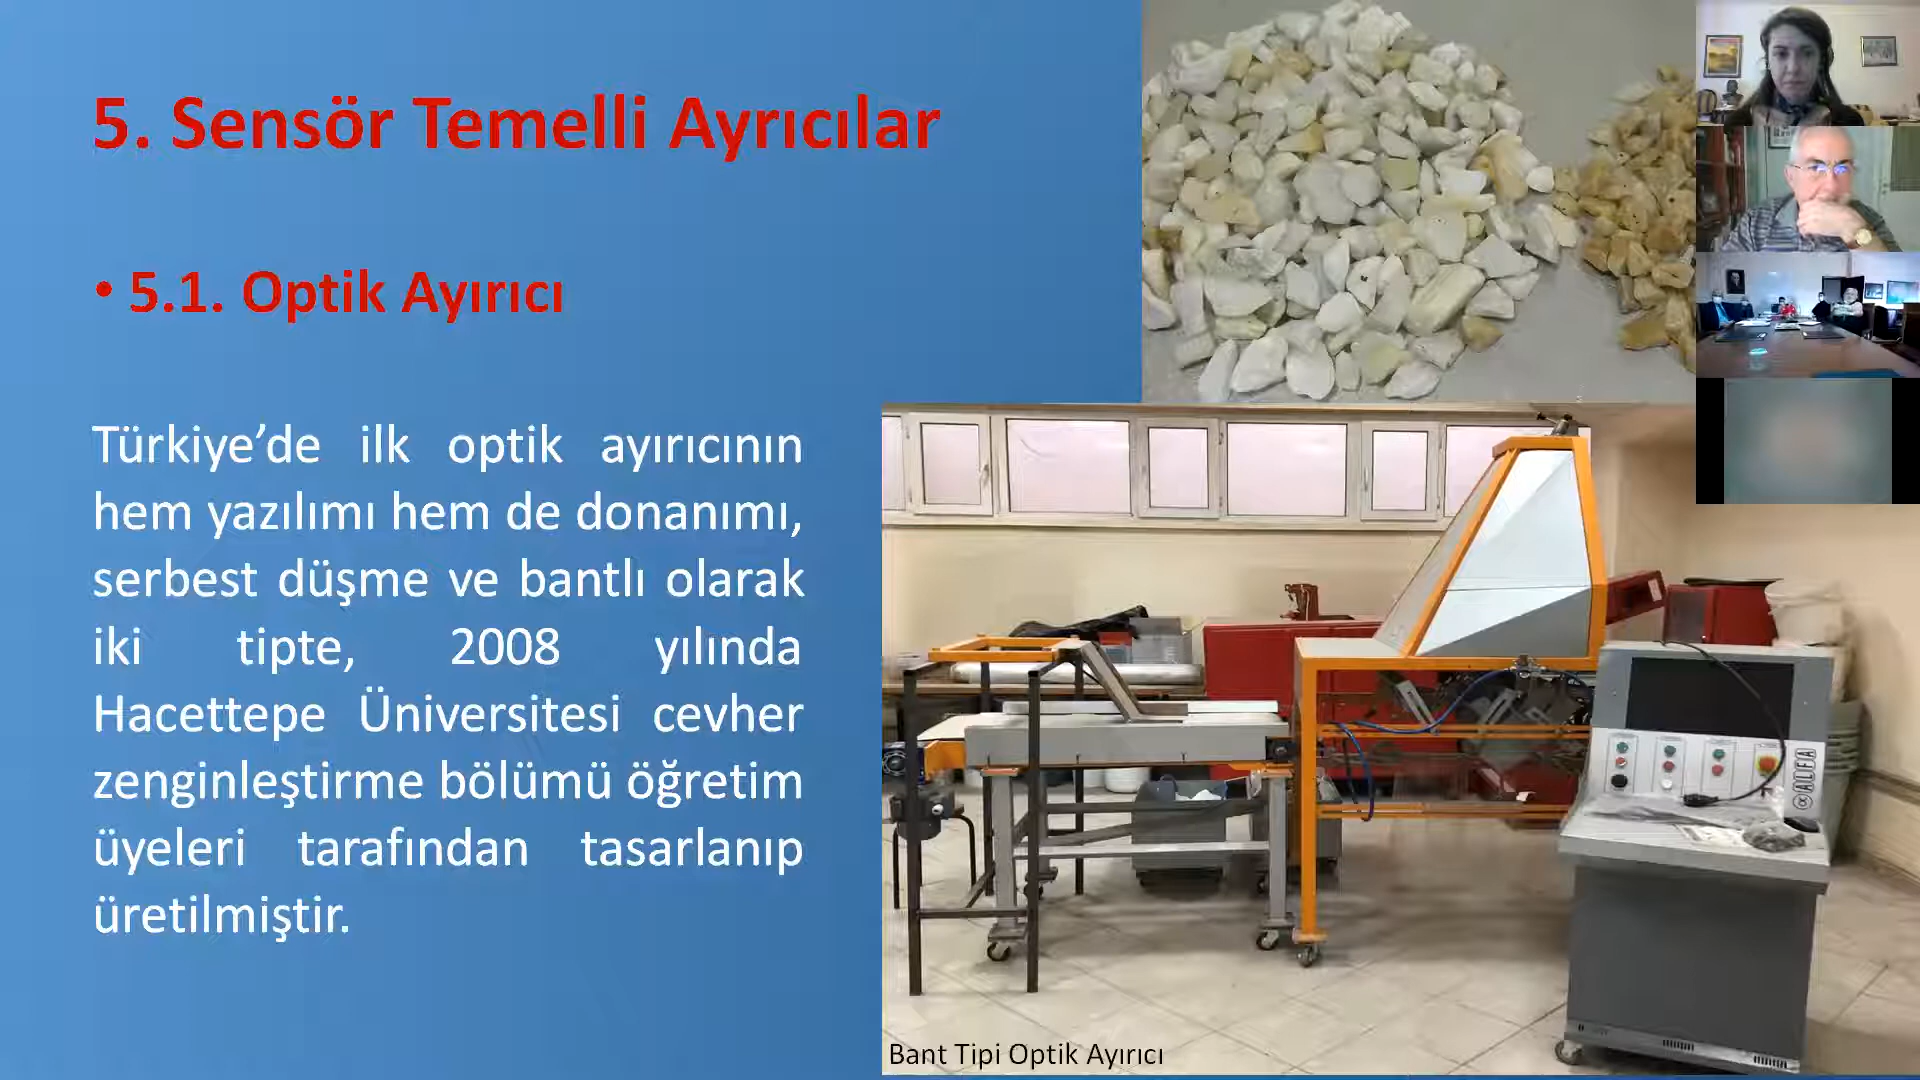 5. Sensör Temelli Ayrıcılar
• 5.1. Optik Ayırıcı
Türkiye’de ilk optik ayırıcının
hem yazılımı hem de donanımı,
serbest düşme ve bantlı olarak
iki tipte, 2008 yılında
Hacettepe Üniversitesi cevher
zenginleştirme bölümü öğretim
üyeleri tarafından tasarlanıp
üretilmiştir.
ALFA
Bant Tipi Optik Ayırıcı